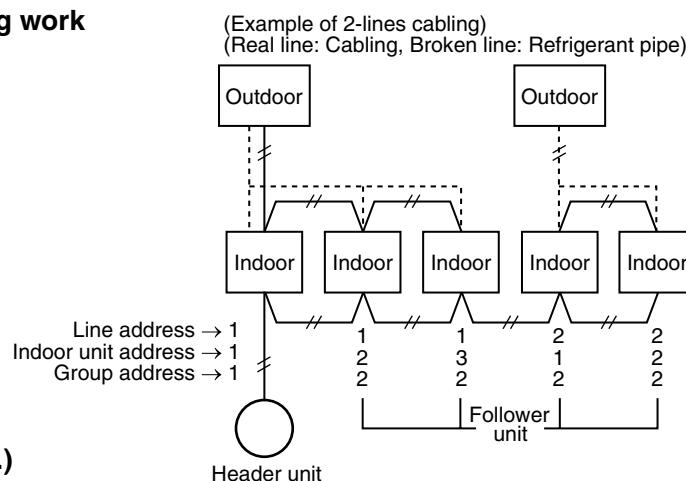 g work
(Example of 2-lines cabling)
(Real line: Cabling, Broken line: Refrigerant pipe)
Outdoor
Outdoor
Indoor
Indoor
Indoor
Indoor
Indoor
Line address → 1 1 1 2 2
Indoor unit address → 1 2 3 1 2
Group address → 1 2 2 2 2
Follower
unit
.)
Header unit